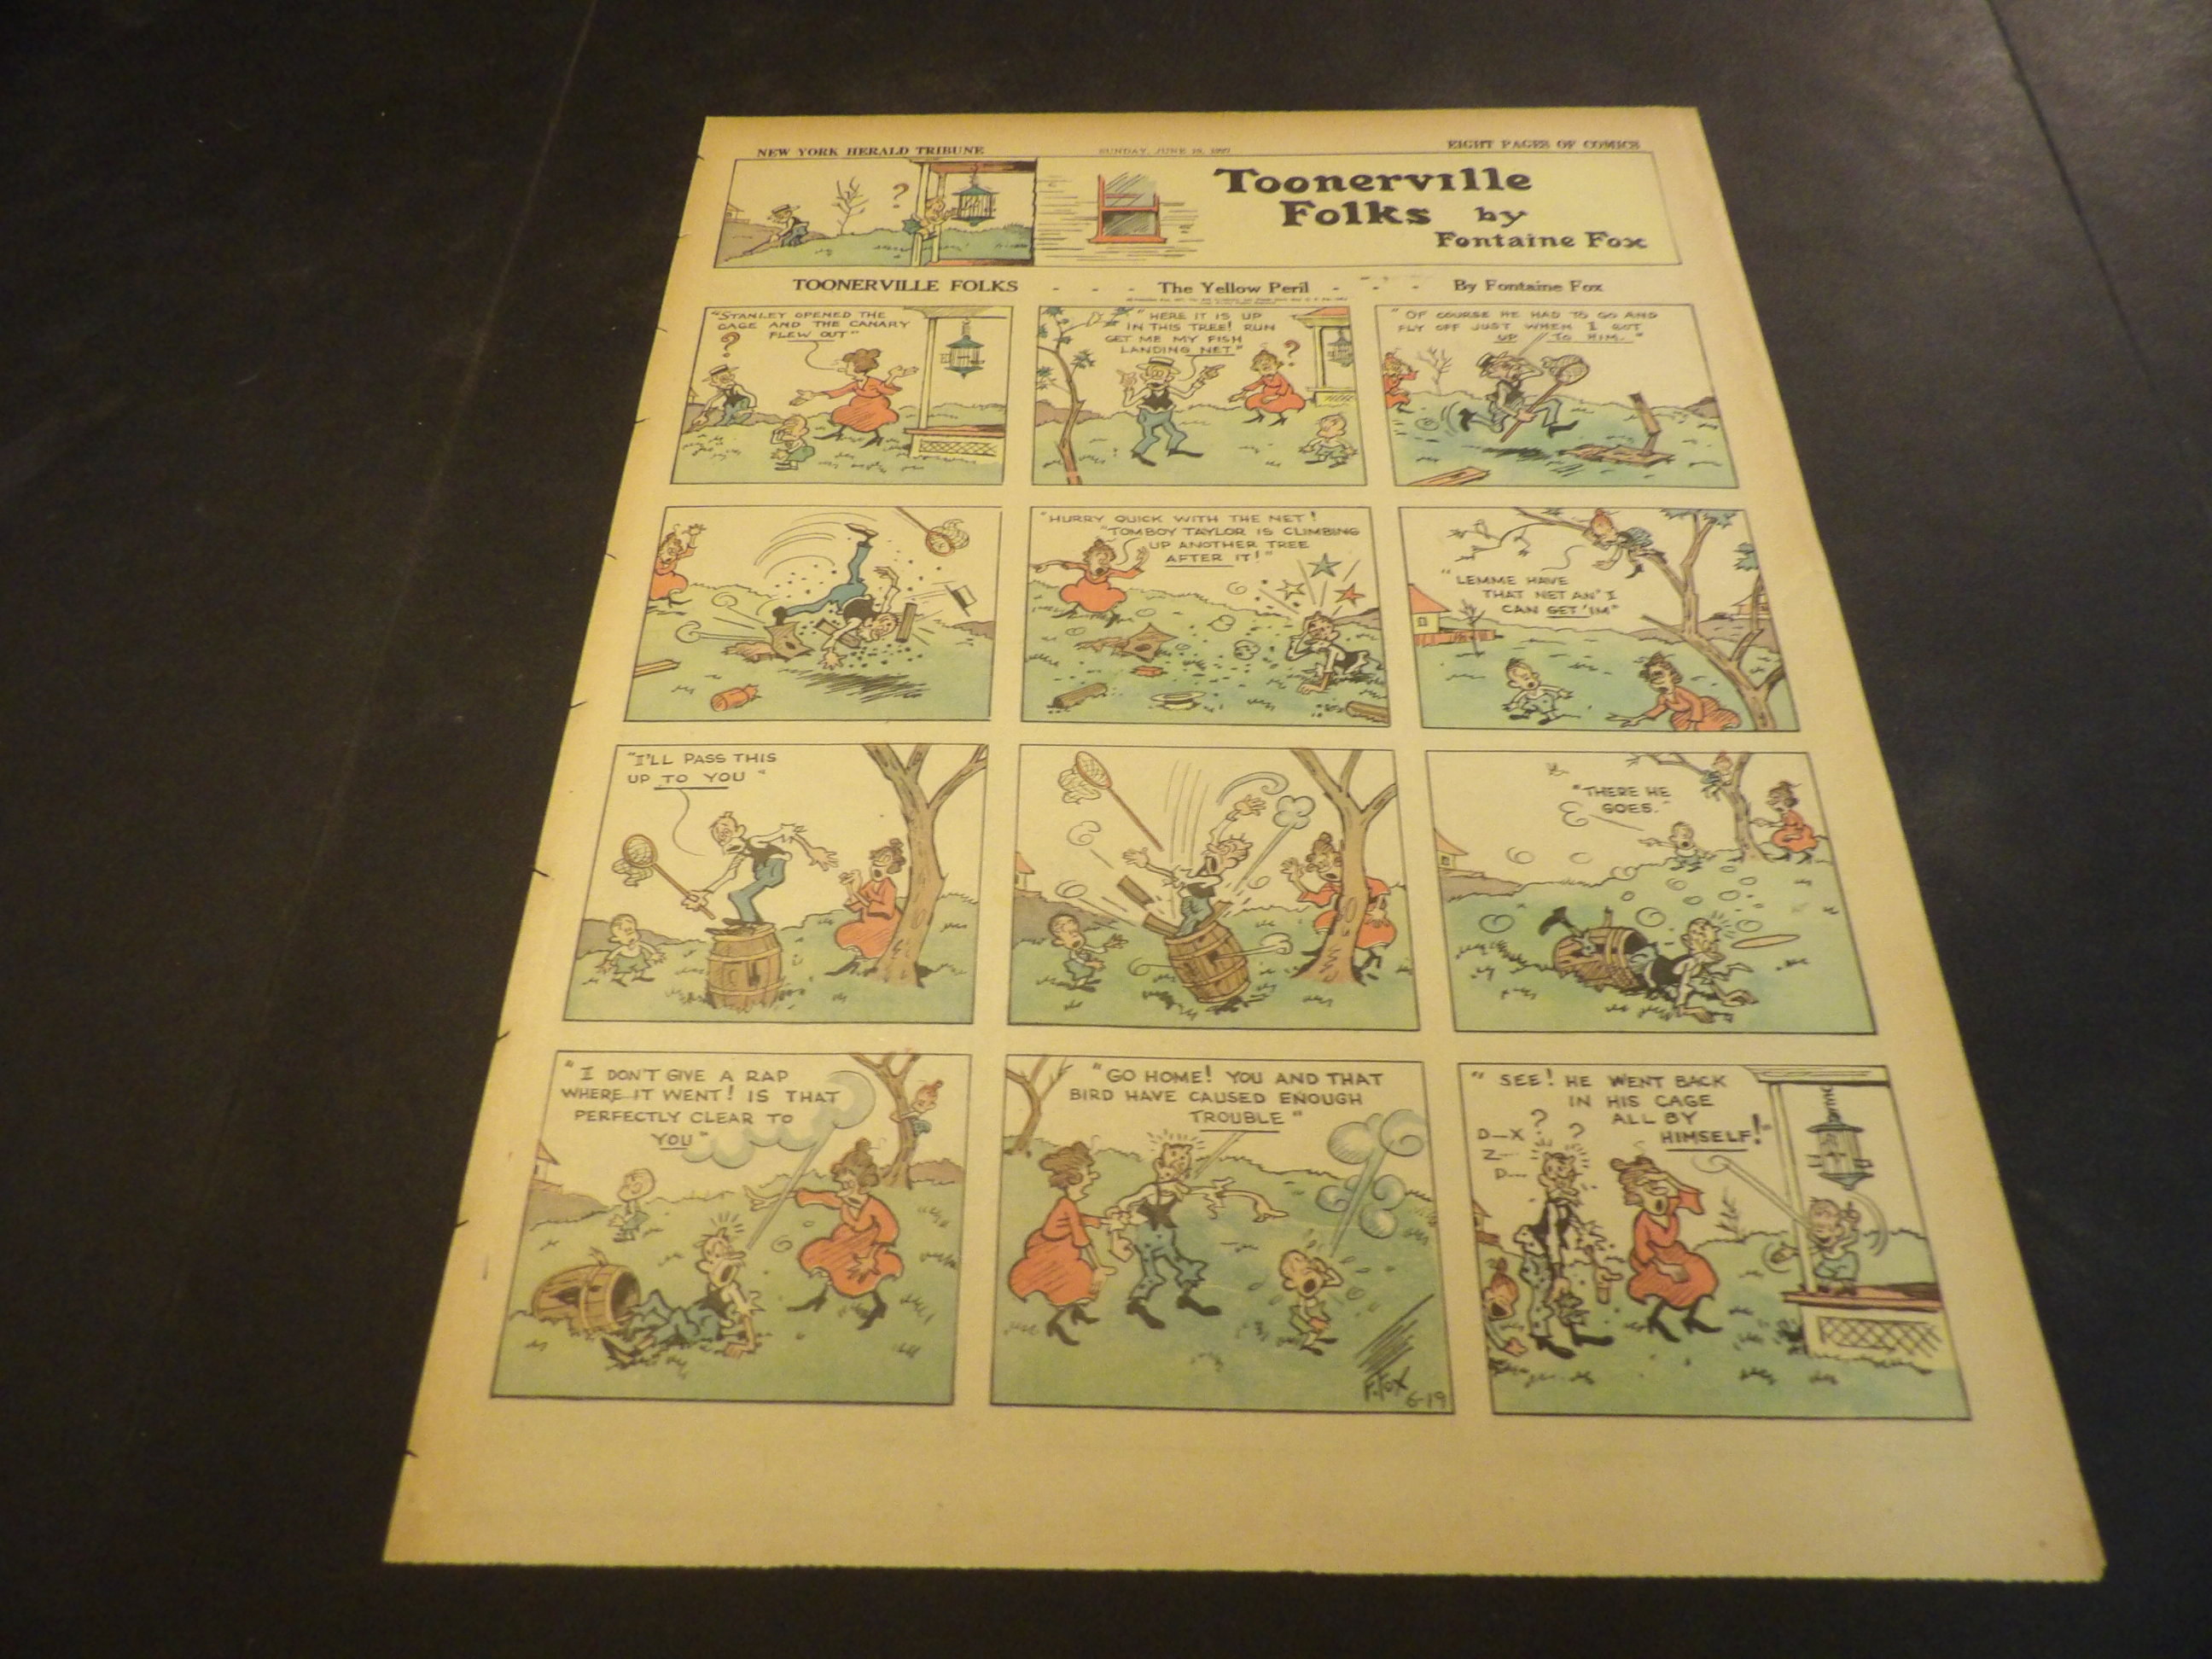 NEW YORK HERALD TRIBUNE
SUNDAY, JUNE 19, 1927
EIGHT PAGES OF COMICS
?
Toonerville
Folks by
Fontaine Fox
TOONERVILLE FOLKS - - - The Yellow Peril - - - By Fontaine Fox
"STANLEY OPENED THE
CAGE AND THE CANARY
FLEW OUT"
?
"HERE IT IS UP
IN THIS TREE! RUN
GET ME MY FISH
LANDING NET"
?
"OF COURSE HE HAD TO GO AND
FLY OFF JUST WHEN I GOT
UP TO HIM."
"HURRY QUICK WITH THE NET!
"TOMBOY TAYLOR IS CLIMBING
UP ANOTHER TREE
AFTER IT!"
"LEMME HAVE
THAT NET AN' I
CAN GET 'IM"
"I'LL PASS THIS
UP TO YOU"
"THERE HE
GOES."
"I DON'T GIVE A RAP
WHERE IT WENT! IS THAT
PERFECTLY CLEAR TO
YOU"
"GO HOME! YOU AND THAT
BIRD HAVE CAUSED ENOUGH
TROUBLE"
F. FOX
6-19
"SEE! HE WENT BACK
IN HIS CAGE
ALL BY
HIMSELF!"
D--X ? ?
Z--
D---